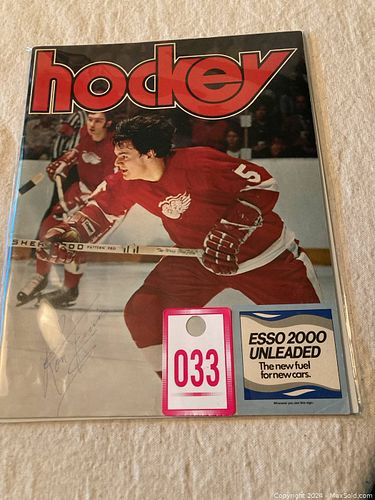 hockey
5
SHERWOOD
ESSO 2000
UNLEADED
The new fuel
for new cars.
033
Copyright 2024 - MaxSold.com